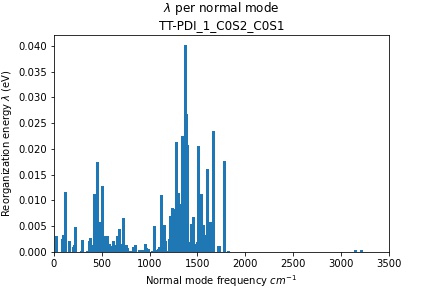 λ per normal mode
TT-PDI_1_C0S2_C0S1
Reorganization energy λ (eV)
0.040
0.035
0.030
0.025
0.020
0.015
0.010
0.005
0.000
0 500 1000 1500 2000 2500 3000 3500
Normal mode frequency cm⁻¹